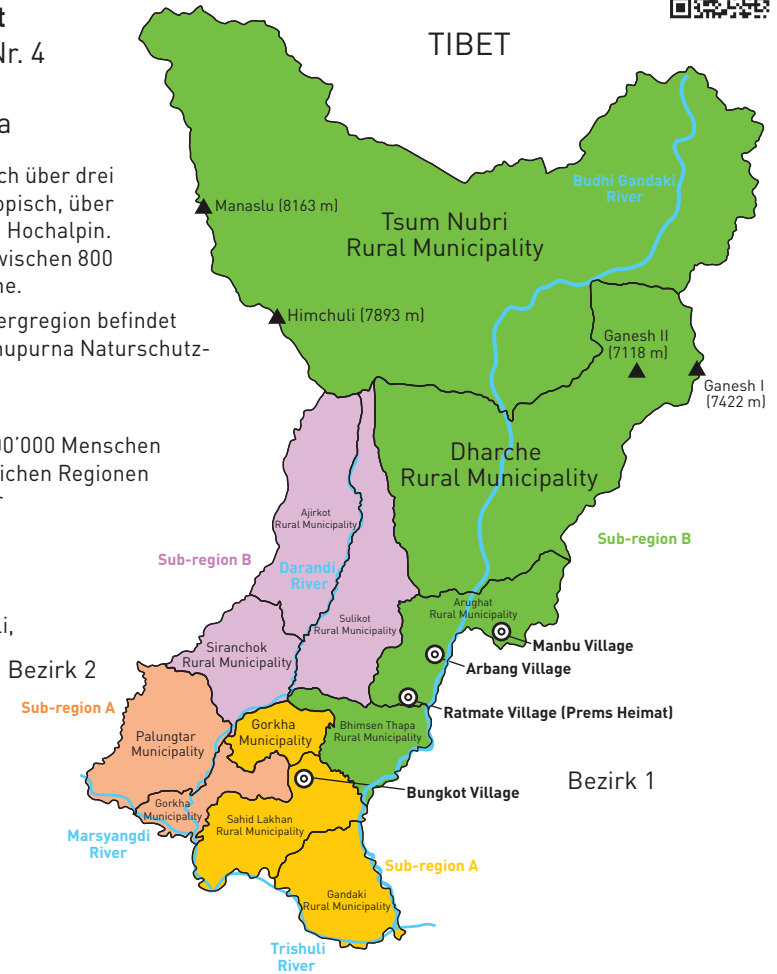 t
Nr. 4
TIBET
a
ch über drei
opisch, über
Hochalpin.
wischen 800
ne.
ergregion befindet
nupurna Naturschutz-
00'000 Menschen
lichen Regionen
li,
Budhi Gandaki
River
Manaslu (8163 m)
Tsum Nubri
Rural Municipality
Himchuli (7893 m)
Ganesh II
(7118 m)
Ganesh I
(7422 m)
Dharche
Rural Municipality
Ajirkot
Rural Municipality
Sub-region B
Sub-region B
Darandi
River
Sulikot
Rural Municipality
Arughat
Rural Municipality
Manbu Village
Siranchok
Rural Municipality
Arbang Village
Bezirk 2
Sub-region A
Ratmate Village (Prems Heimat)
Palungtar
Municipality
Gorkha
Municipality
Bhimsen Thapa
Rural Municipality
Bezirk 1
Bungkot Village
Gorkha
Municipality
Sahid Lakhan
Rural Municipality
Marsyangdi
River
Sub-region A
Gandaki
Rural Municipality
Trishuli
River